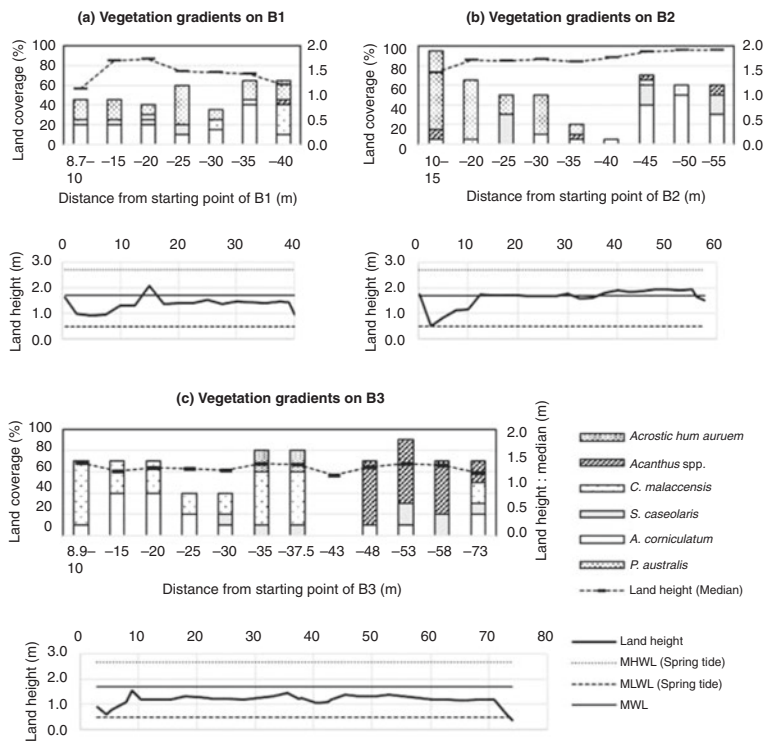 (a) Vegetation gradients on B1
Land coverage (%)
100
80
60
40
20
0
2.0
1.5
1.0
0.5
0.0
8.7–10 –15 –20 –25 –30 –35 –40
Distance from starting point of B1 (m)
0 10 20 30 40
Land height (m)
3.0
2.0
1.0
0.0
(b) Vegetation gradients on B2
Land coverage (%)
100
80
60
40
20
0
2.0
1.5
1.0
0.5
0.0
10–15 –20 –25 –30 –35 –40 –45 –50 –55
Distance from starting point of B2 (m)
0 10 20 30 40 50 60
Land height (m)
3.0
2.0
1.0
0.0
(c) Vegetation gradients on B3
Land coverage (%)
100
80
60
40
20
0
2.0
1.5
1.0
0.5
0.0
Land height : median (m)
8.9–10 –15 –20 –25 –30 –35 –37.5 –43 –48 –53 –58 –73
Distance from starting point of B3 (m)
0 10 20 30 40 50 60 70 80
Land height (m)
3.0
2.0
1.0
0.0
Acrostic hum auruem
Acanthus spp.
C. malaccensis
S. caseolaris
A. corniculatum
P. australis
Land height (Median)
Land height
MHWL (Spring tide)
MLWL (Spring tide)
MWL